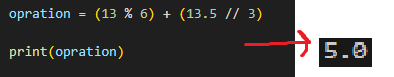 opration = (13 % 6) + (13.5 // 3)
print(opration)
5.0